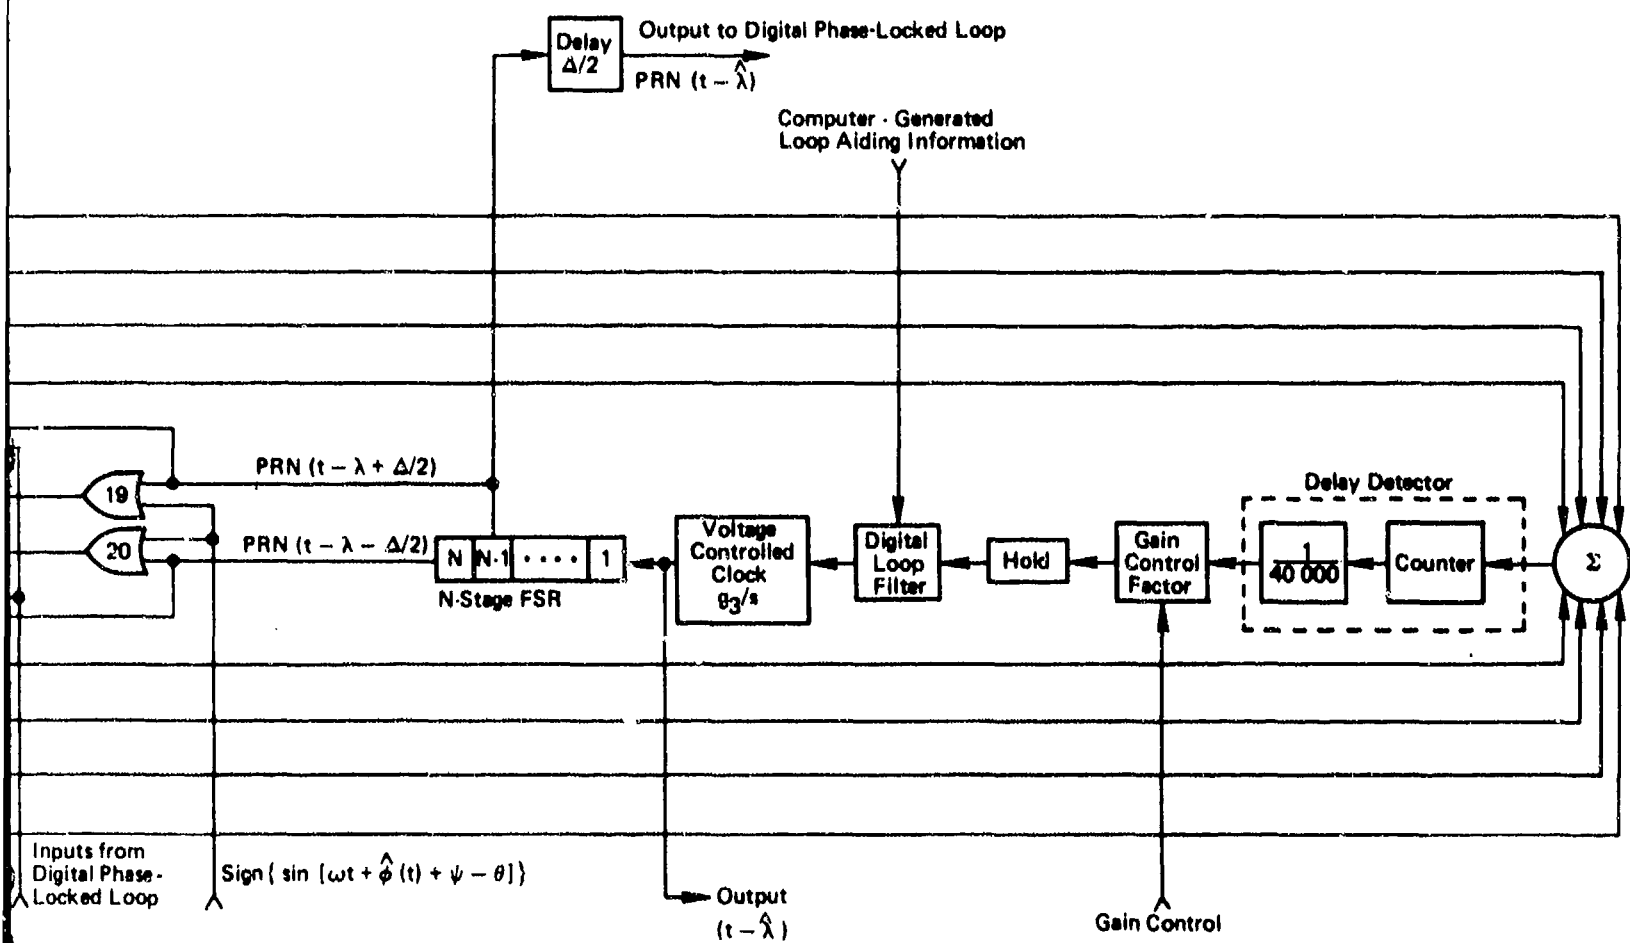 Delay
Δ/2
Output to Digital Phase-Locked Loop
PRN (t − λ̂)
Computer - Generated
Loop Aiding Information
PRN (t − λ + Δ/2)
19
20
PRN (t − λ − Δ/2)
N N-1 · · · · 1
N-Stage FSR
Voltage
Controlled
Clock
g₃/s
Digital
Loop
Filter
Hold
Gain
Control
Factor
Delay Detector
1
40 000
Counter
Σ
Inputs from
Digital Phase-
Locked Loop
Sign{ sin [ωt + φ̂ (t) + ψ − θ]}
Output
(t − λ̂ )
Gain Control